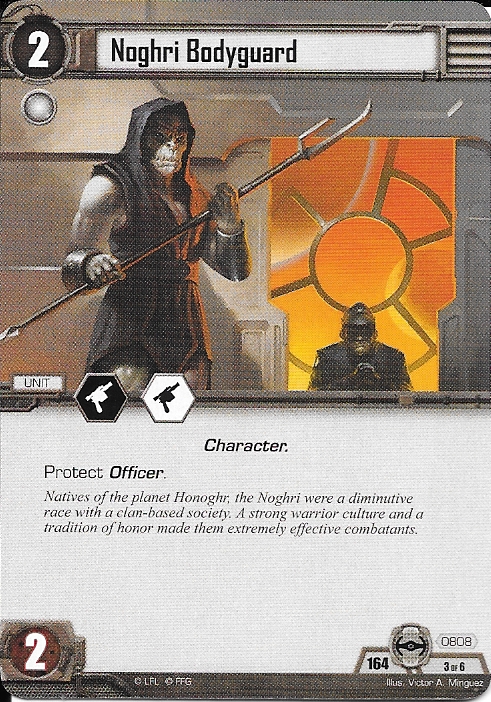 2
Noghri Bodyguard
UNIT
Character.
Protect Officer.
Natives of the planet Honoghr, the Noghri were a diminutive
race with a clan-based society. A strong warrior culture and a
tradition of honor made them extremely effective combatants.
2
164
0808
3 OF 6
© LFL © FFG
Illus. Victor A. Minguez